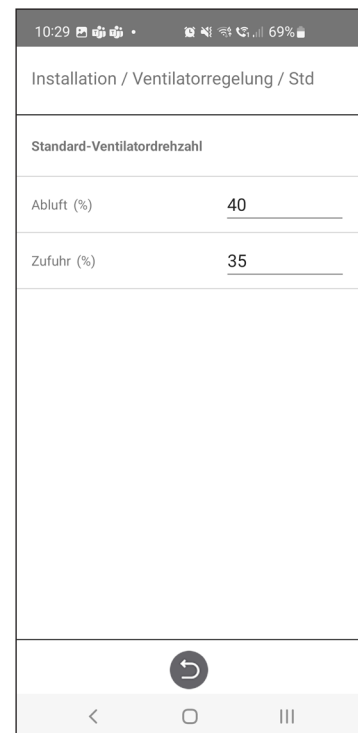 10:29 69%
Installation / Ventilatorregelung / Std
Standard-Ventilatordrehzahl
Abluft (%) 40
Zufuhr (%) 35